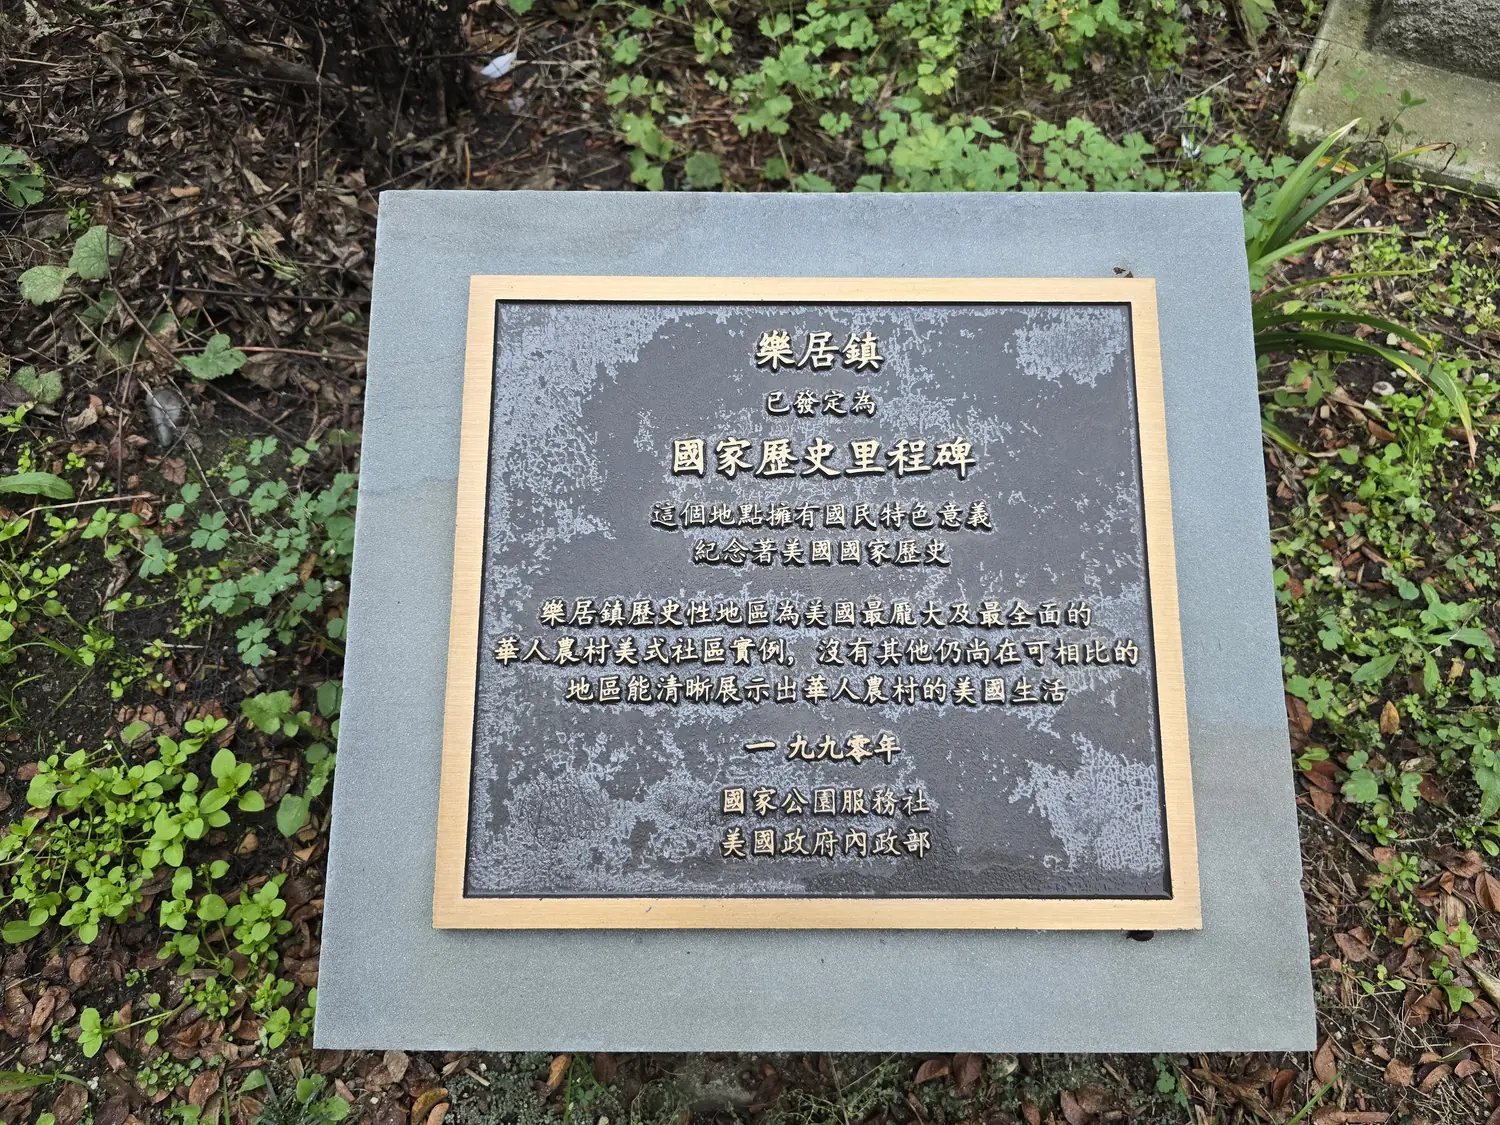 樂居鎮
已發定為
國家歷史里程碑
這個地點擁有國民特色意義
紀念著美國國家歷史
樂居鎮歷史性地區為美國最龐大及最全面的
華人農村美式社區實例，沒有其他仍尚在可相比的
地區能清晰展示出華人農村的美國生活
一九九零年
國家公園服務社
美國政府內政部